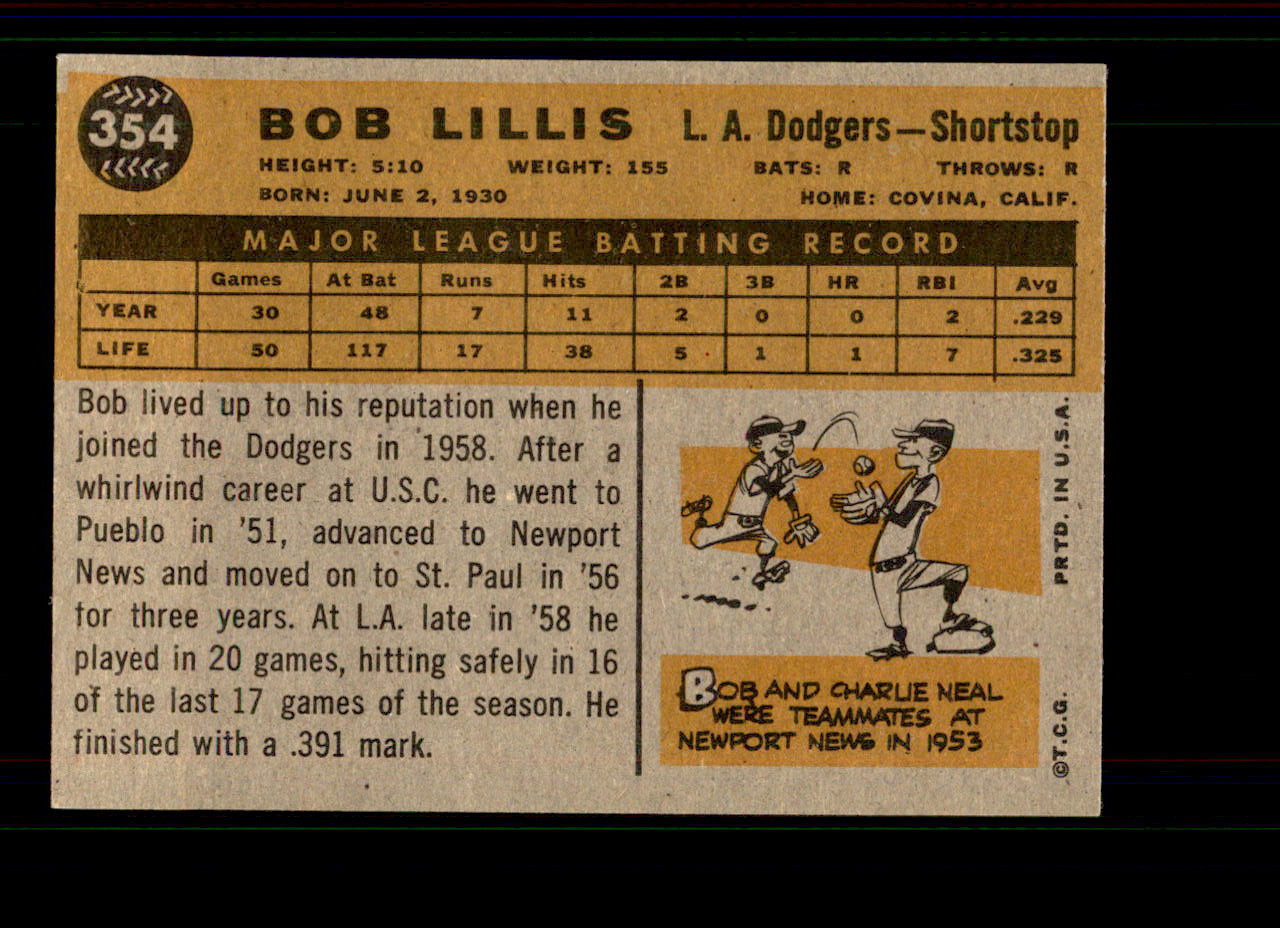 354
BOB LILLIS L. A. Dodgers—Shortstop
HEIGHT: 5:10 WEIGHT: 155 BATS: R THROWS: R
BORN: JUNE 2, 1930 HOME: COVINA, CALIF.
MAJOR LEAGUE BATTING RECORD
Games At Bat Runs Hits 2B 3B HR RBI Avg
YEAR 30 48 7 11 2 0 0 2 .229
LIFE 50 117 17 38 5 1 1 7 .325
Bob lived up to his reputation when he
joined the Dodgers in 1958. After a
whirlwind career at U.S.C. he went to
Pueblo in '51, advanced to Newport
News and moved on to St. Paul in '56
for three years. At L.A. late in '58 he
played in 20 games, hitting safely in 16
of the last 17 games of the season. He
finished with a .391 mark.
BOB AND CHARLIE NEAL
WERE TEAMMATES AT
NEWPORT NEWS IN 1953
©T.C.G. PRTD. IN U.S.A.